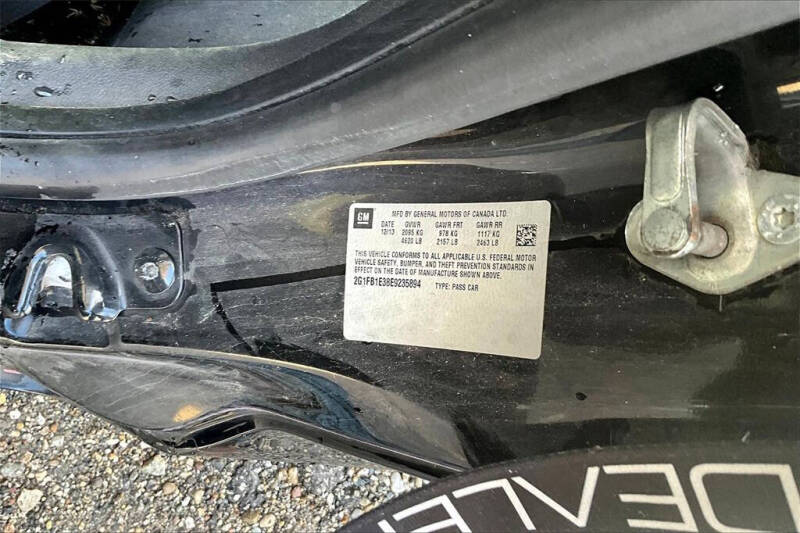 GM
MFD BY GENERAL MOTORS OF CANADA LTD.
DATE GVWR GAWR FRT GAWR RR
12/13 2095 KG 978 KG 1117 KG
4620 LB 2157 LB 2463 LB
THIS VEHICLE CONFORMS TO ALL APPLICABLE U.S. FEDERAL MOTOR
VEHICLE SAFETY, BUMPER, AND THEFT PREVENTION STANDARDS IN
EFFECT ON THE DATE OF MANUFACTURE SHOWN ABOVE.
2G1FB1E38E9235894 TYPE: PASS CAR
DEALER